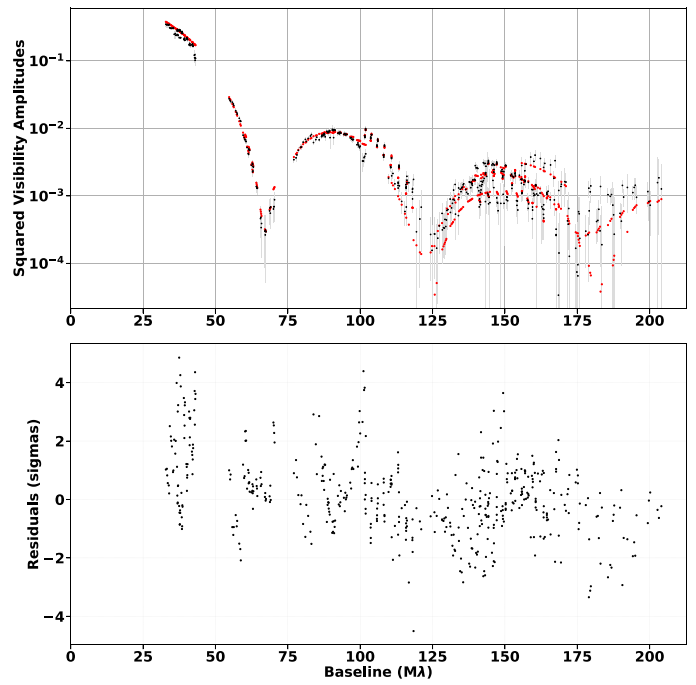 Squared Visibility Amplitudes
10⁻¹
10⁻²
10⁻³
10⁻⁴
0 25 50 75 100 125 150 175 200
Residuals (sigmas)
4
2
0
−2
−4
0 25 50 75 100 125 150 175 200
Baseline (Mλ)